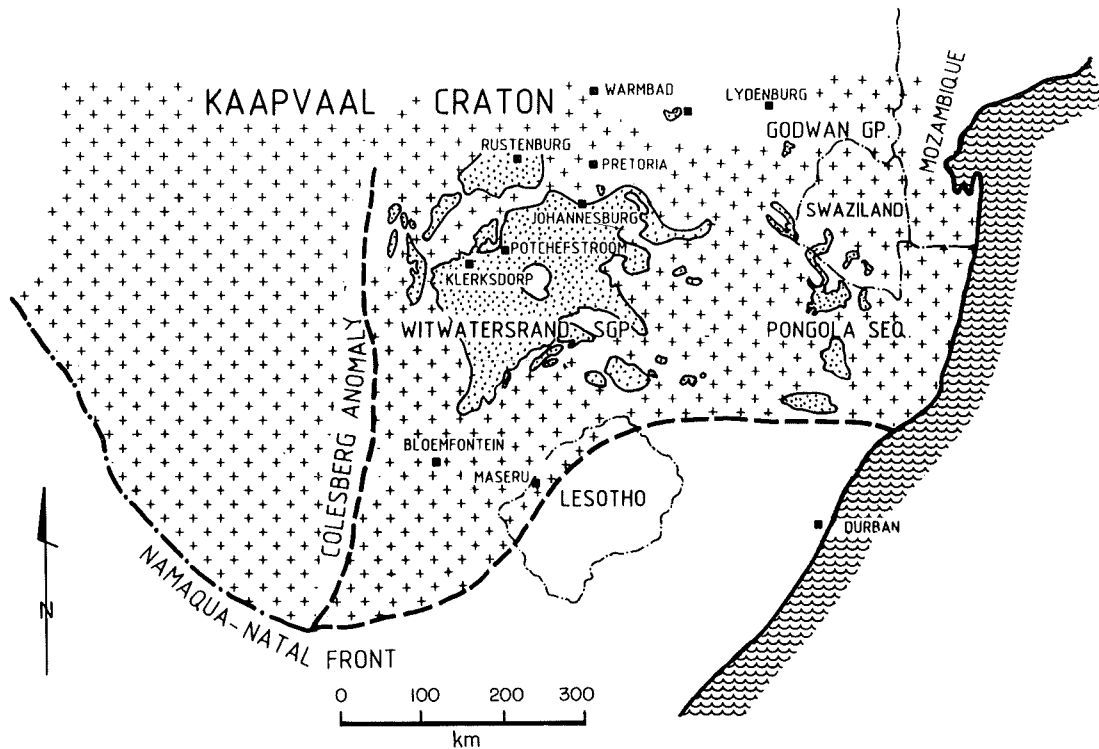 KAAPVAAL CRATON
WARMBAD
LYDENBURG
MOZAMBIQUE
GODWAN GP.
RUSTENBURG
PRETORIA
SWAZILAND
JOHANNESBURG
POTCHEFSTROOM
KLERKSDORP
WITWATERSRAND SGP.
PONGOLA SEQ.
COLESBERG ANOMALY
BLOEMFONTEIN
MASERU
LESOTHO
DURBAN
N
NAMAQUA-NATAL FRONT
0 100 200 300
km